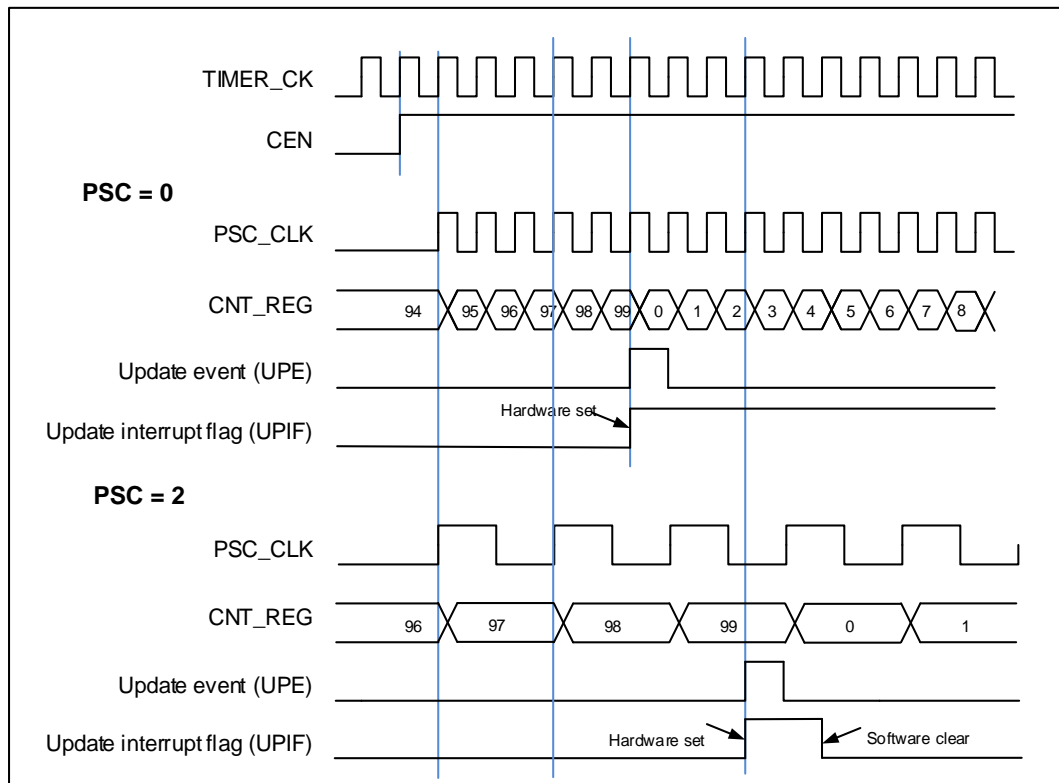 TIMER_CK
CEN
PSC = 0
PSC_CLK
CNT_REG 94 95 96 97 98 99 0 1 2 3 4 5 6 7 8
Update event (UPE)
Hardware set
Update interrupt flag (UPIF)
PSC = 2
PSC_CLK
CNT_REG 96 97 98 99 0 1
Update event (UPE)
Update interrupt flag (UPIF) Hardware set Software clear